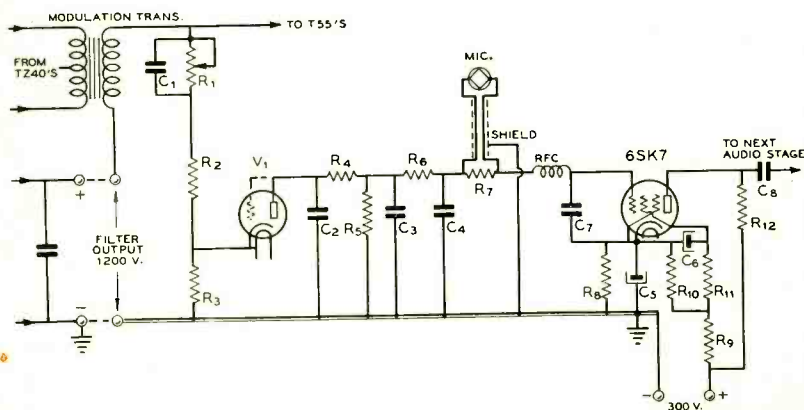 MODULATION TRANS.
TO T55'S
FROM
TZ40'S
C1
R1
MIC.
SHIELD
RFC
6SK7
TO NEXT
AUDIO STAGE
C8
R2
V1
R4
R6
R7
R12
C2
R5
C3
C4
C7
C6
+
FILTER
OUTPUT
1200 V.
R3
R8
C5
R10
R11
R9
-
-
+
300 V.